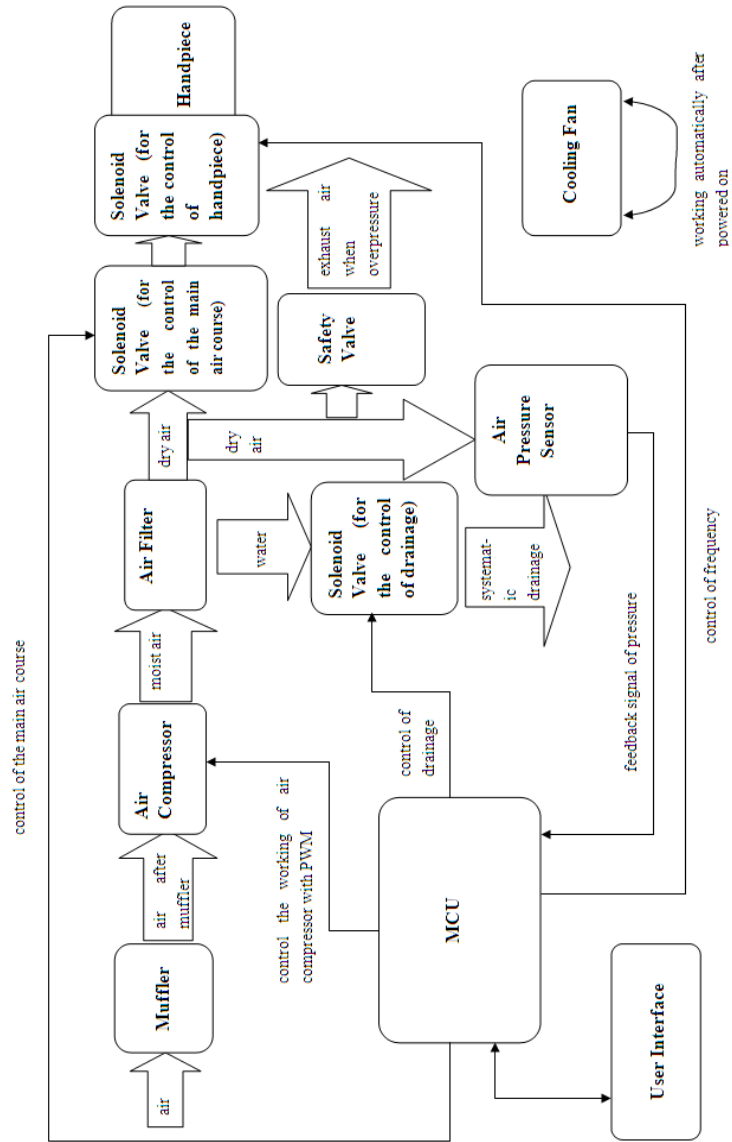 control of the main air course
air
Muffler
air after
muffler
Air
Compressor
moist air
Air Filter
dry air
Solenoid
Valve (for
the control
of the main
air course)
Solenoid
Valve (for
the control
of
handpiece)
Handpiece
dry
air
water
Safety
Valve
exhaust air
when
overpressure
control the working of air
compressor with PWM
control of
drainage
Solenoid
Valve (for
the control
of drainage)
systemat-
ic
drainage
Air
Pressure
Sensor
MCU
feedback signal of pressure
control of frequency
User Interface
Cooling Fan
working automatically after
powered on